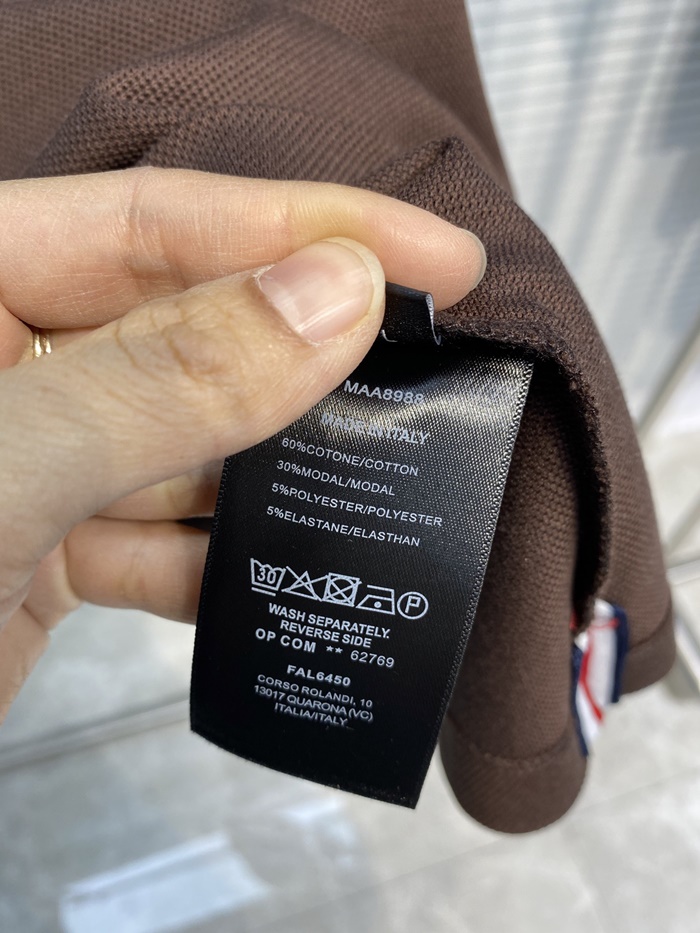 MAA8988
MADE IN ITALY
60%COTONE/COTTON
30%MODAL/MODAL
5%POLYESTER/POLYESTER
5%ELASTANE/ELASTHAN
30
P
WASH SEPARATELY.
REVERSE SIDE
OP COM ** 62769
FAL6450
CORSO ROLANDI, 10
13017 QUARONA(VC)
ITALIA/ITALY